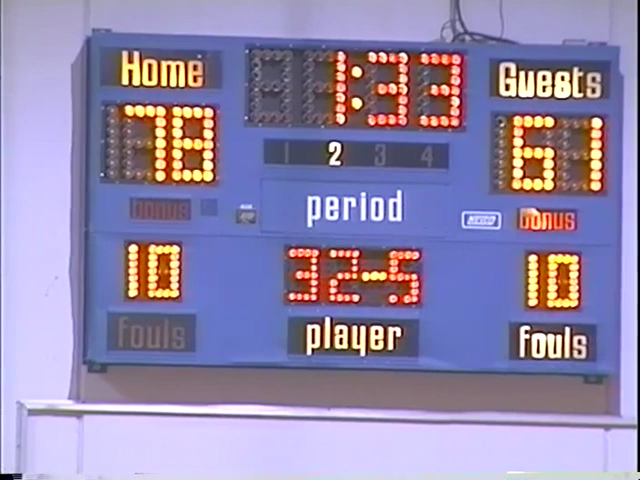 Home 1:33 Guests
78 61
1 2 3 4
bonus period bonus
10 32-5 10
fouls player fouls